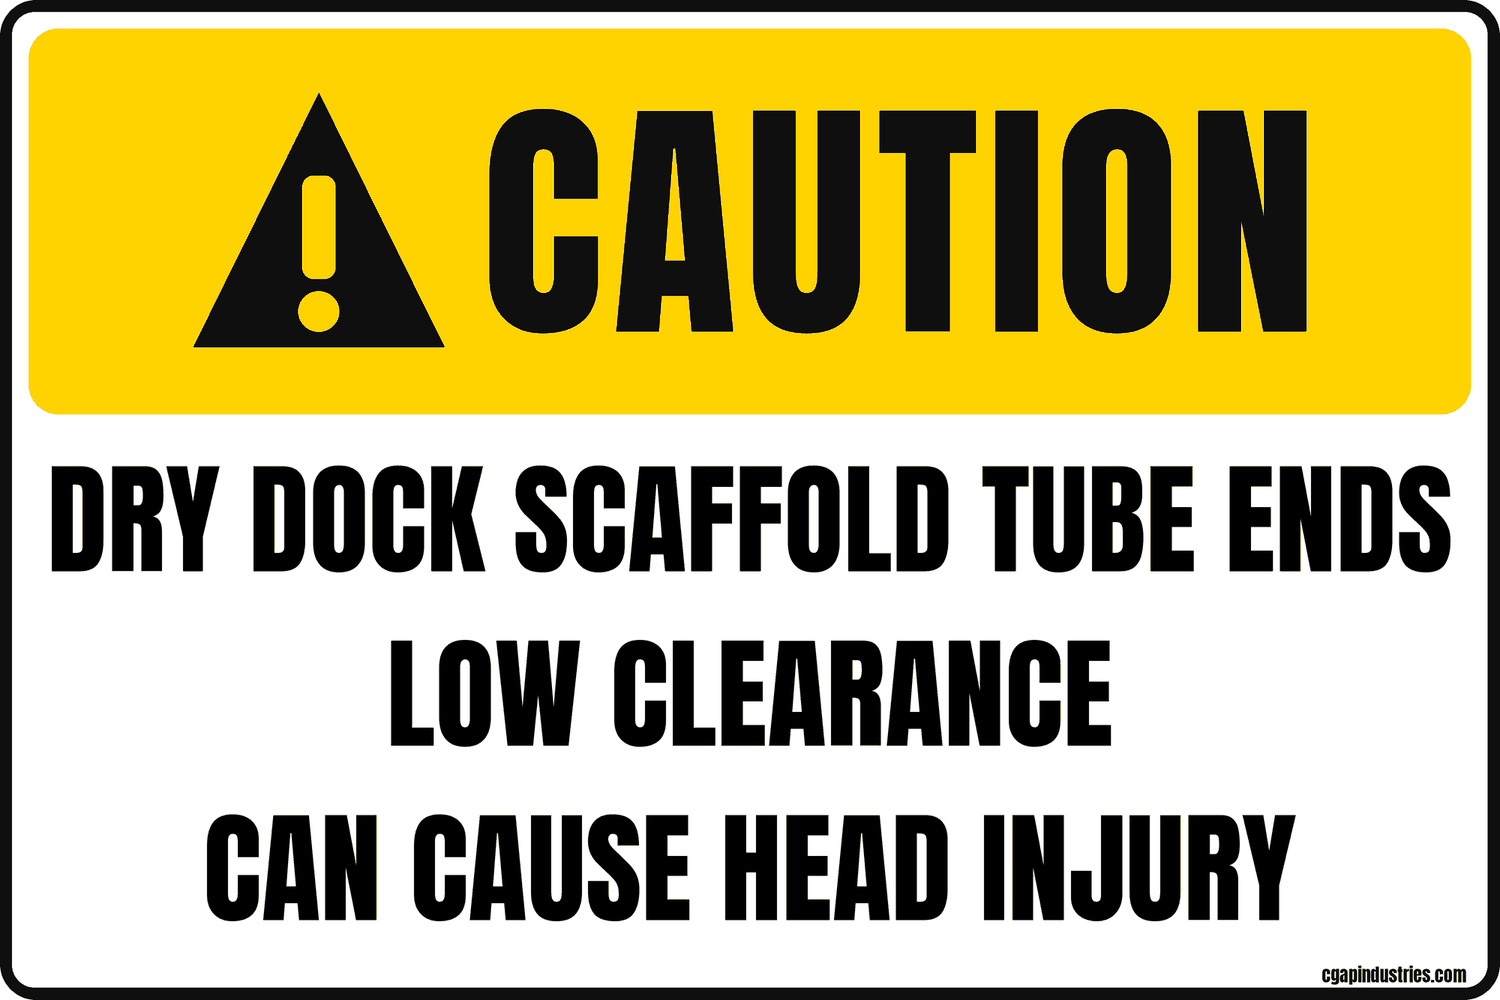 CAUTION
DRY DOCK SCAFFOLD TUBE ENDS
LOW CLEARANCE
CAN CAUSE HEAD INJURY
cgapindustries.com